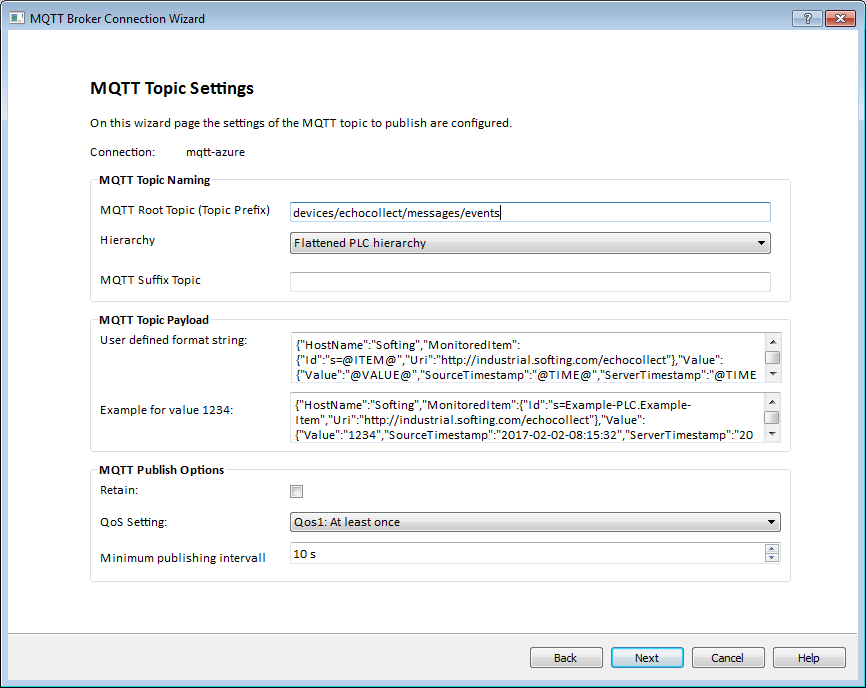 MQTT Broker Connection Wizard
?
MQTT Topic Settings
On this wizard page the settings of the MQTT topic to publish are configured.
Connection: mqtt-azure
MQTT Topic Naming
MQTT Root Topic (Topic Prefix) devices/echocollect/messages/events
Hierarchy Flattened PLC hierarchy
MQTT Suffix Topic
MQTT Topic Payload
User defined format string: {"HostName":"Softing","MonitoredItem":
{"Id":"s=@ITEM@","Uri":"http://industrial.softing.com/echocollect"},"Value":
{"Value":"@VALUE@","SourceTimestamp":"@TIME@","ServerTimestamp":"@TIME
Example for value 1234: {"HostName":"Softing","MonitoredItem":{"Id":"s=Example-PLC.Example-
Item","Uri":"http://industrial.softing.com/echocollect"},"Value":
{"Value":"1234","SourceTimestamp":"2017-02-02-08:15:32","ServerTimestamp":"20
MQTT Publish Options
Retain:
QoS Setting: Qos1: At least once
Minimum publishing intervall 10 s
Back Next Cancel Help